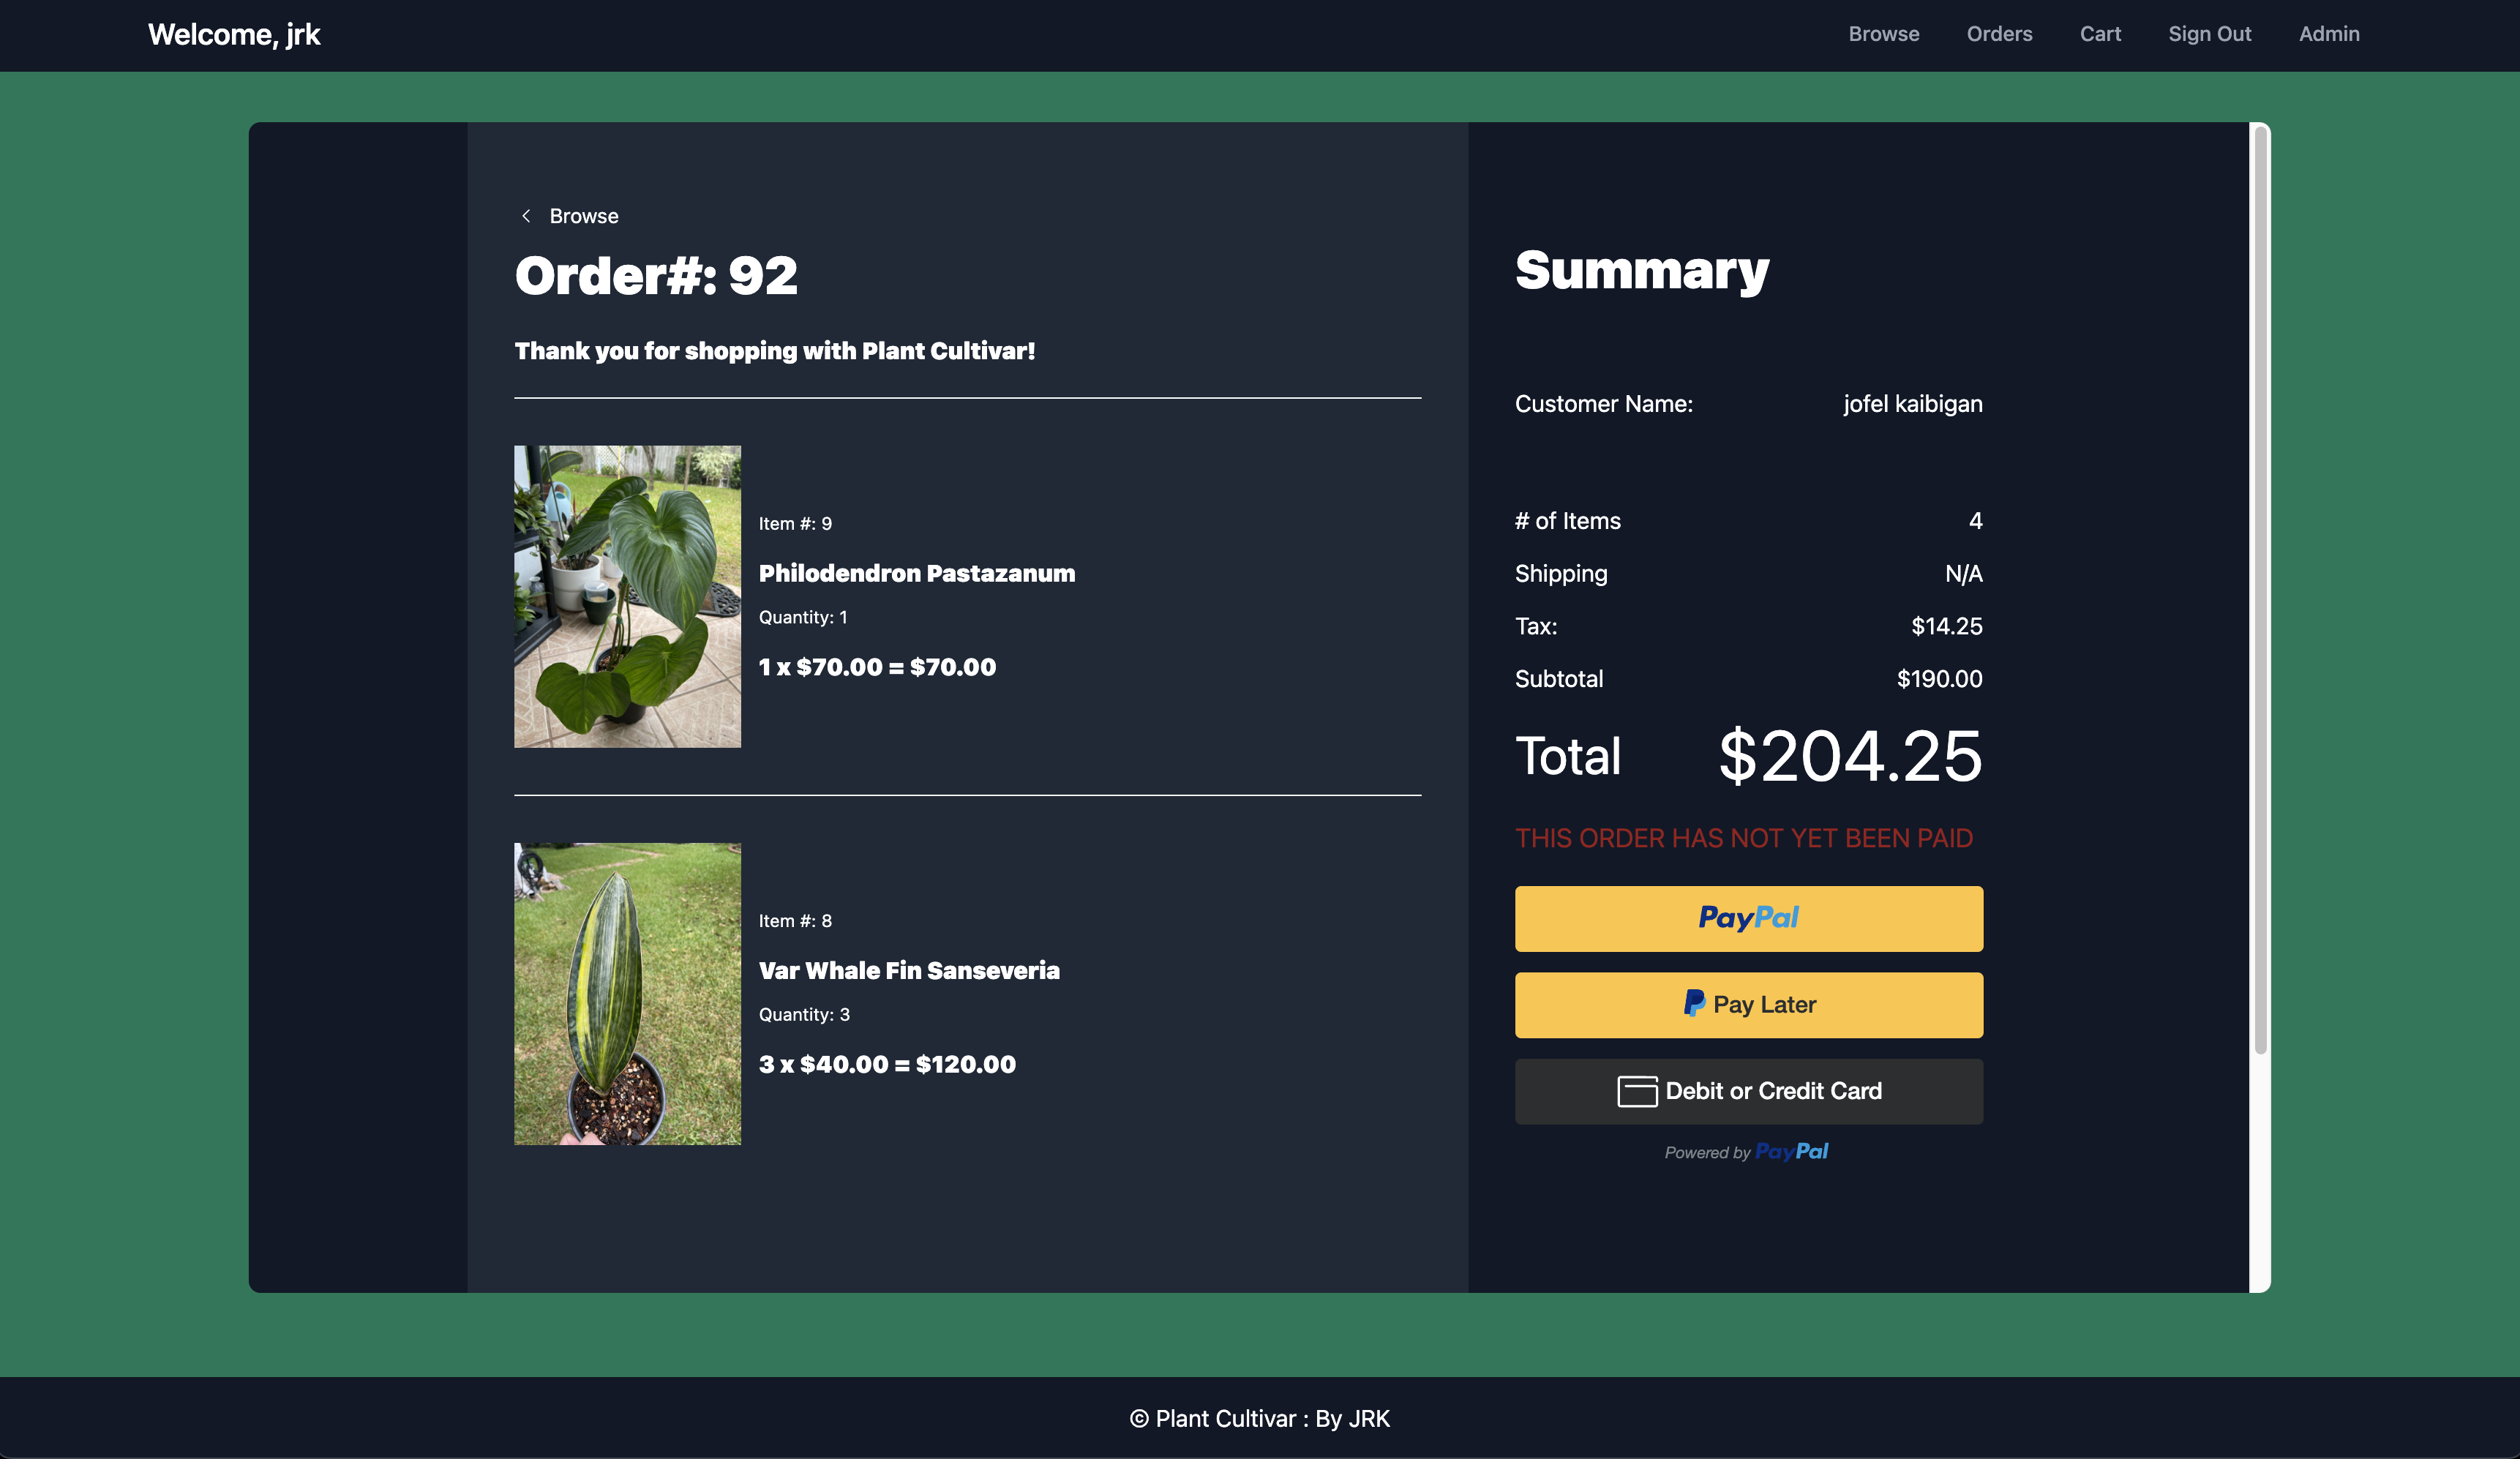 Welcome, jrk
Browse Orders Cart Sign Out Admin
Browse
Order#: 92
Thank you for shopping with Plant Cultivar!
Item #: 9
Philodendron Pastazanum
Quantity: 1
1 x $70.00 = $70.00
Item #: 8
Var Whale Fin Sanseveria
Quantity: 3
3 x $40.00 = $120.00
Summary
Customer Name: jofel kaibigan
# of Items 4
Shipping N/A
Tax: $14.25
Subtotal $190.00
Total $204.25
THIS ORDER HAS NOT YET BEEN PAID
PayPal
Pay Later
Debit or Credit Card
Powered by PayPal
© Plant Cultivar : By JRK